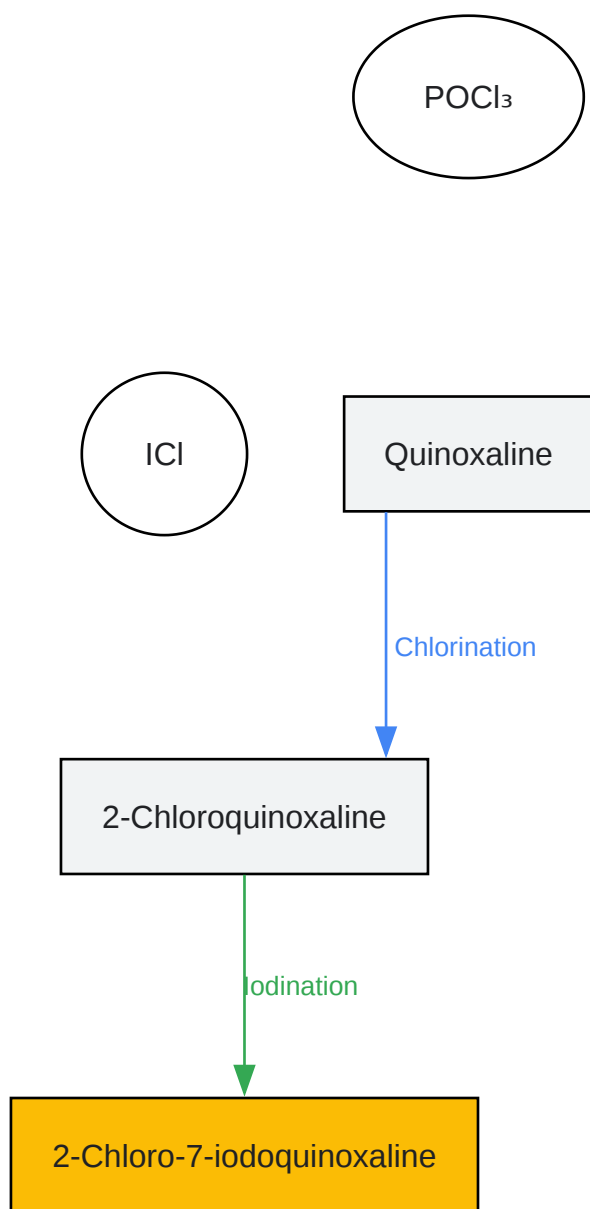 POCl₃
ICl
Quinoxaline
Chlorination
2-Chloroquinoxaline
Iodination
2-Chloro-7-iodoquinoxaline